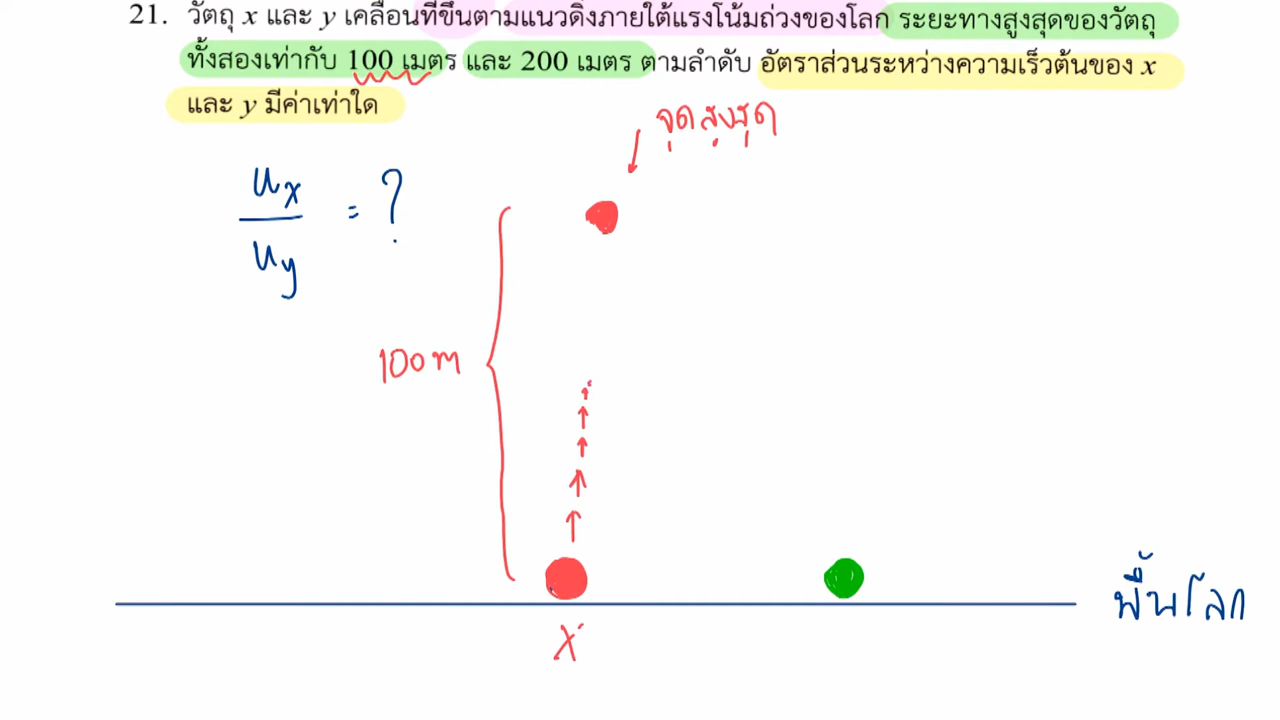 21. วัตถุ x และ y เคลื่อนที่ขึ้นตามแนวดิ่งภายใต้แรงโน้มถ่วงของโลก ระยะทางสูงสุดของวัตถุ
ทั้งสองเท่ากับ 100 เมตร และ 200 เมตร ตามลำดับ อัตราส่วนระหว่างความเร็วต้นของ x
และ y มีค่าเท่าใด
จุดสูงสุด
ux
= ?
uy
100 m
พื้นโลก
x